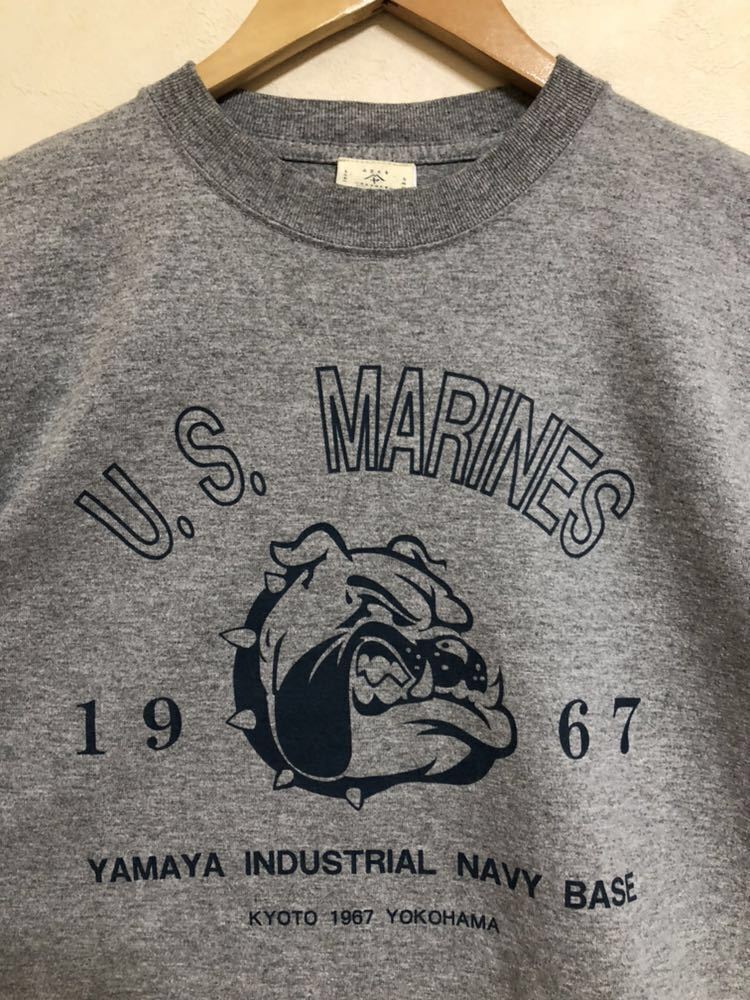 U.S. MARINES
19 67
YAMAYA INDUSTRIAL NAVY BASE
KYOTO 1967 YOKOHAMA